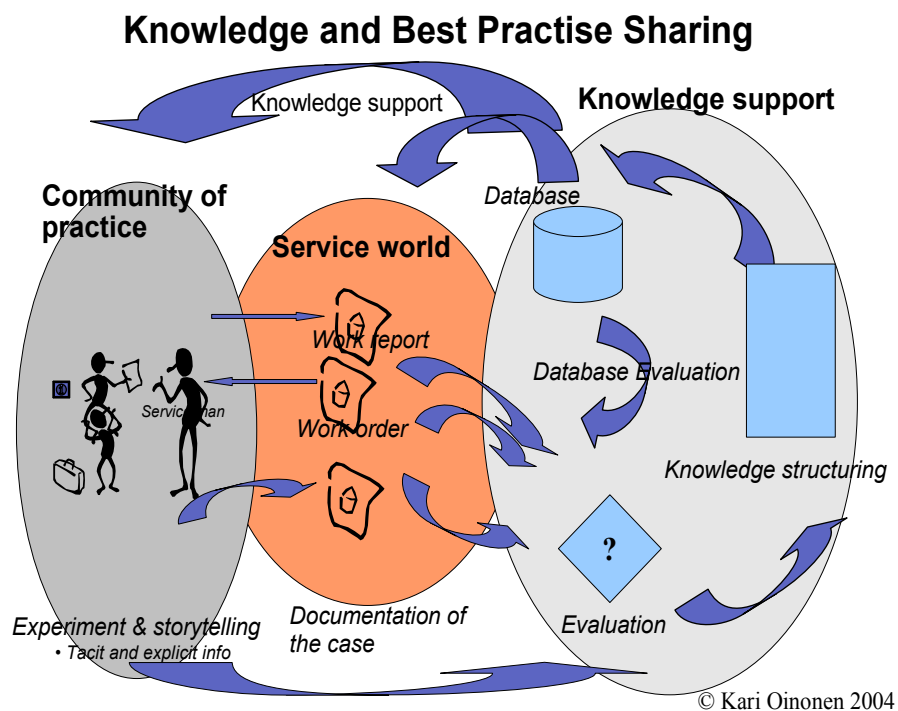 Knowledge and Best Practise Sharing
Knowledge support
Knowledge support
Community of
practice
Database
Service world
Work report
Database Evaluation
Serviceman
Work order
Knowledge structuring
?
Experiment & storytelling
• Tacit and explicit info
Documentation of
the case
Evaluation
© Kari Oinonen 2004